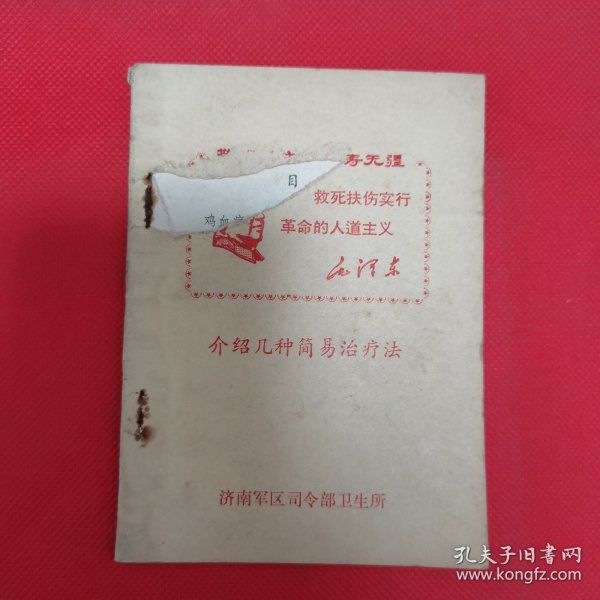 寿无疆
目
救死扶伤实行
鸡血
革命的人道主义
毛泽东
介绍几种简易治疗法
济南军区司令部卫生所
孔夫子旧书网
www.kongfz.com